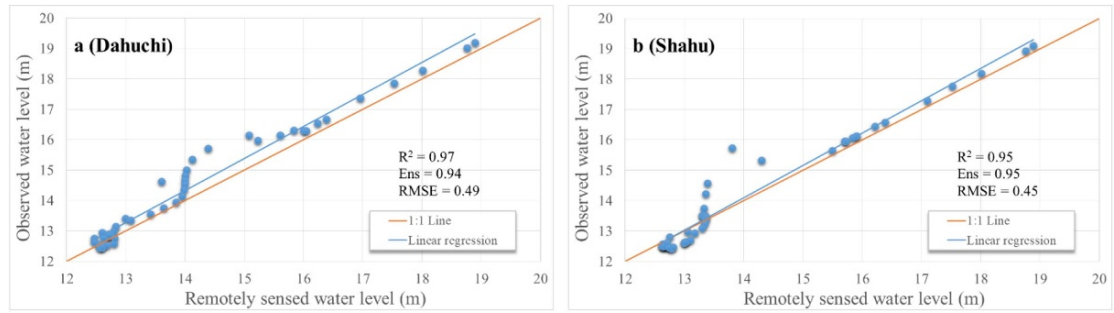 a (Dahuchi)
Observed water level (m)
20
19
18
17
16
15
14
13
12
R² = 0.97
Ens = 0.94
RMSE = 0.49
1:1 Line
Linear regression
12 13 14 15 16 17 18 19 20
Remotely sensed water level (m)
b (Shahu)
Observed water level (m)
20
19
18
17
16
15
14
13
12
R² = 0.95
Ens = 0.95
RMSE = 0.45
1:1 Line
Linear regression
12 13 14 15 16 17 18 19 20
Remotely sensed water level (m)